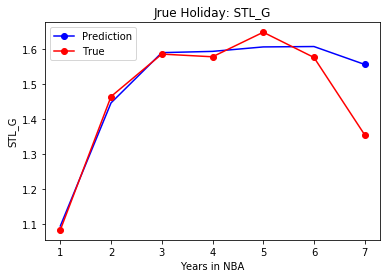 Jrue Holiday: STL_G
Prediction
True
STL_G
1.6
1.5
1.4
1.3
1.2
1.1
1
2
3
4
5
6
7
Years in NBA